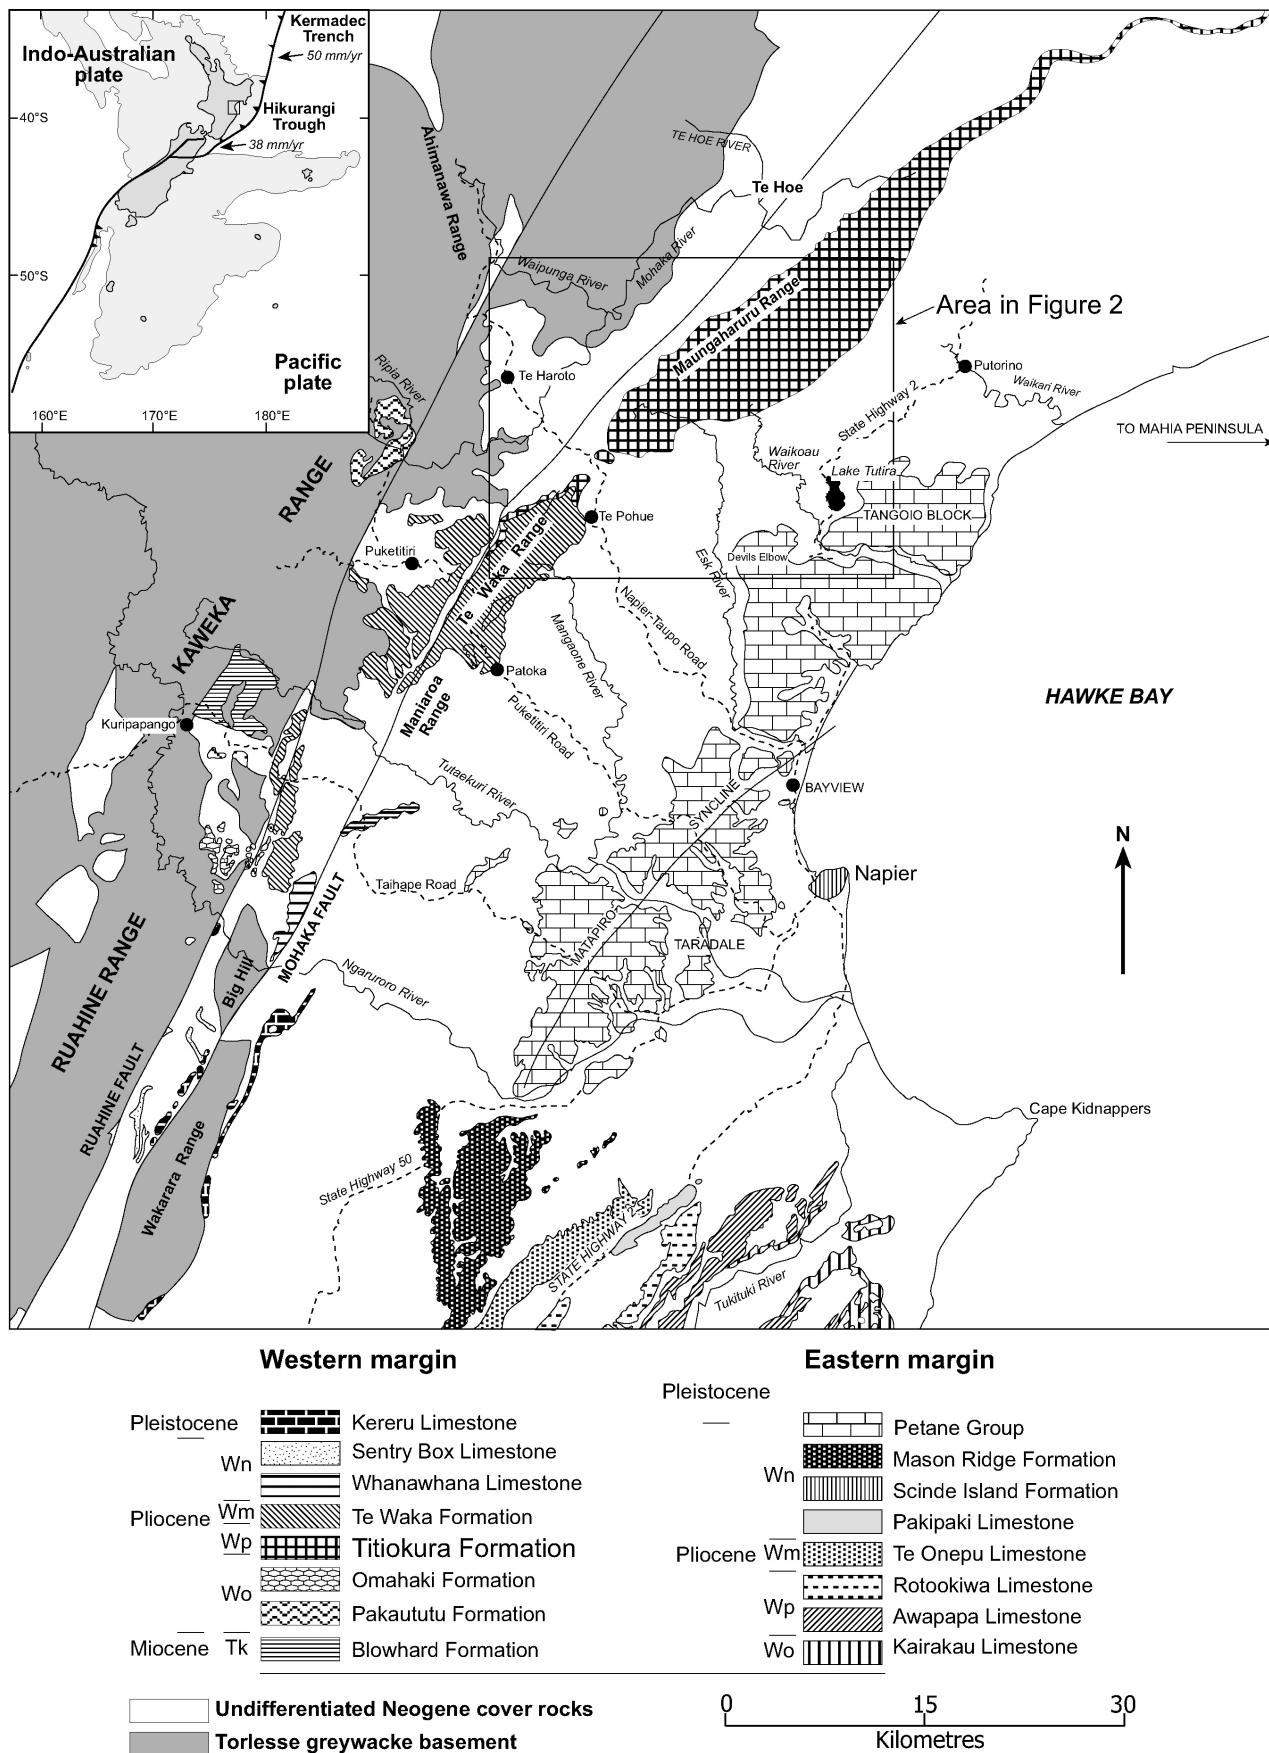 Kermadec
Trench
50 mm/yr
Indo-Australian
plate
Hikurangi
Trough
38 mm/yr
40°S
50°S
Pacific
plate
160°E
170°E
180°E
Ahimanawa Range
TE HOE RIVER
Te Hoe
Waipunga River
Mohaka River
Maungaharuru Range
Area in Figure 2
Ripia River
Te Haroto
Putorino
Waikari River
State Highway 2
TO MAHIA PENINSULA
Waikoau
River
Lake Tutira
TANGOIO BLOCK
Devils Elbow
Te Pohue
Puketitiri
Te Waka Range
Esk River
Napier-Taupo Road
Mangaone River
KAWEKA
RANGE
Patoka
Maniaroa
Range
Puketitiri Road
Kuripapango
HAWKE BAY
Tutaekuri River
SYNCLINE
BAYVIEW
N
Taihape Road
Napier
MATAPIRO
TARADALE
MOHAKA FAULT
Ngaruroro River
Big Hill
RUAHINE RANGE
RUAHINE FAULT
Wakarara Range
Cape Kidnappers
State Highway 50
STATE HIGHWAY 2
Tukituki River
Western margin
Pleistocene
Kereru Limestone
Wn
Sentry Box Limestone
Whanawhana Limestone
Pliocene
Wm
Te Waka Formation
Wp
Titiokura Formation
Wo
Omahaki Formation
Pakaututu Formation
Miocene
Tk
Blowhard Formation
Eastern margin
Pleistocene
Petane Group
Wn
Mason Ridge Formation
Scinde Island Formation
Pakipaki Limestone
Pliocene
Wm
Te Onepu Limestone
Rotookiwa Limestone
Wp
Awapapa Limestone
Wo
Kairakau Limestone
Undifferentiated Neogene cover rocks
Torlesse greywacke basement
0
15
30
Kilometres